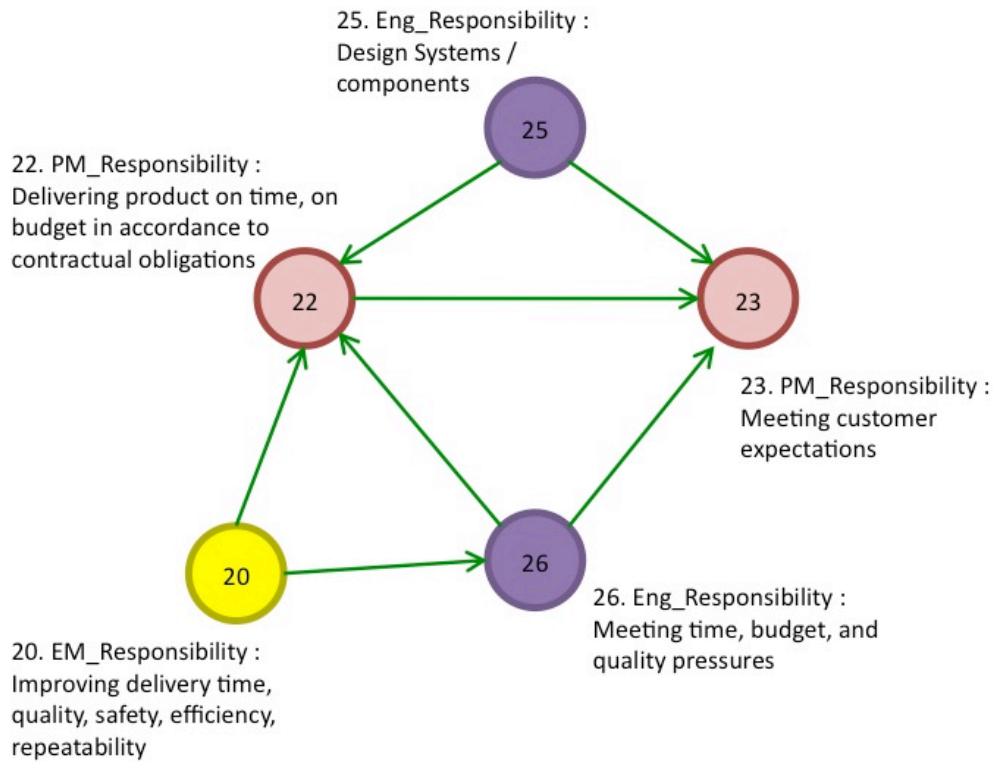 25. Eng_Responsibility :
Design Systems /
components
25
22. PM_Responsibility :
Delivering product on time, on
budget in accordance to
contractual obligations
22
23
23. PM_Responsibility :
Meeting customer
expectations
20
26
26. Eng_Responsibility :
Meeting time, budget, and
quality pressures
20. EM_Responsibility :
Improving delivery time,
quality, safety, efficiency,
repeatability